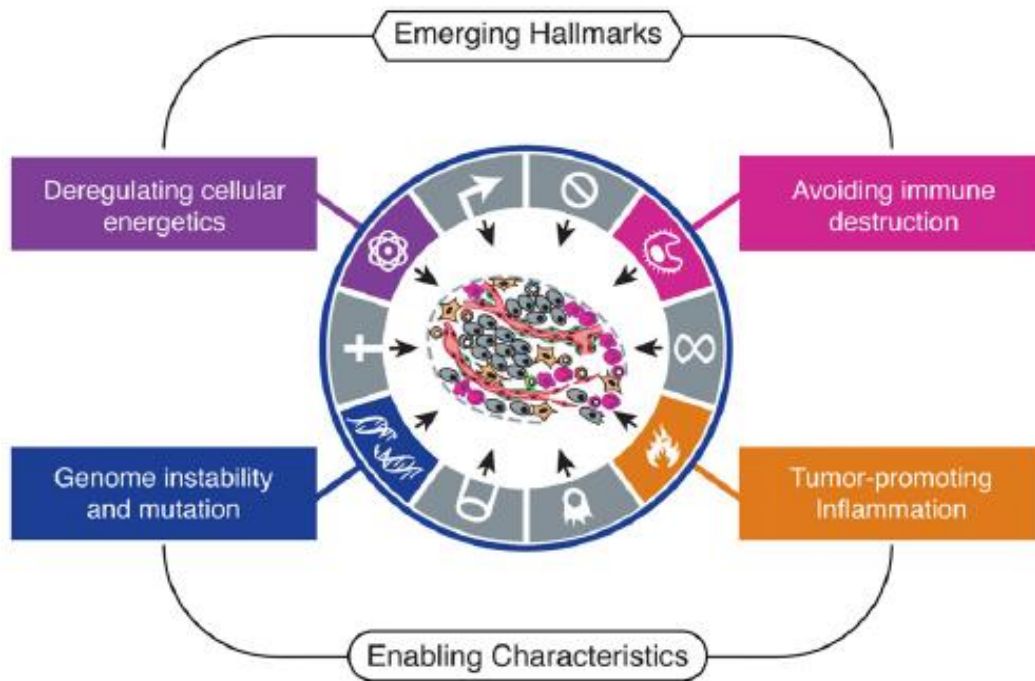 Emerging Hallmarks
Deregulating cellular
energetics
Avoiding immune
destruction
Genome instability
and mutation
Tumor-promoting
Inflammation
Enabling Characteristics